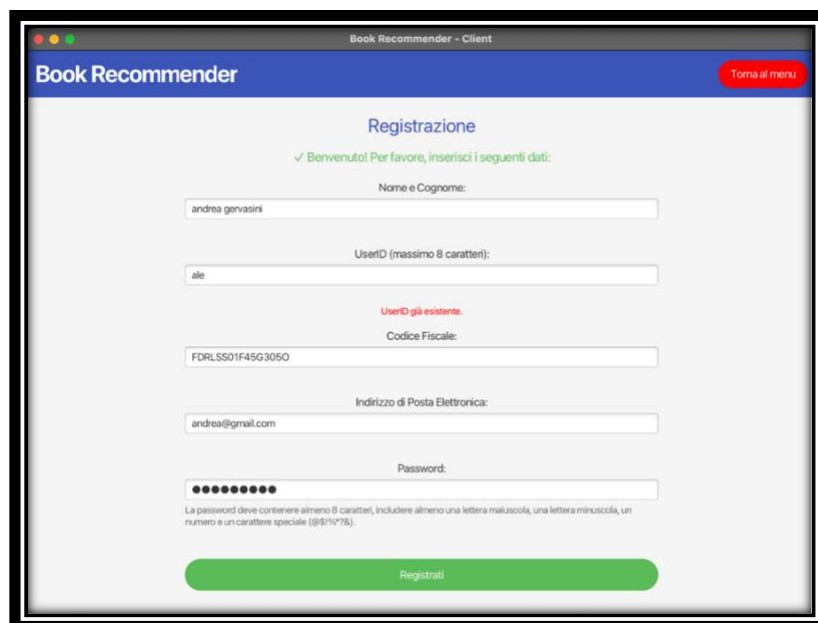 Book Recommender - Client
Book Recommender
Torna al menu
Registrazione
✓ Benvenuto! Per favore, inserisci i seguenti dati:
Nome e Cognome:
andrea gervasini
UserID (massimo 8 caratteri):
ale
UserID già esistente.
Codice Fiscale:
FDRLSS01F45G305O
Indirizzo di Posta Elettronica:
andrea@gmail.com
Password:
●●●●●●●●●
La password deve contenere almeno 8 caratteri, includere almeno una lettera maiuscola, una lettera minuscola, un
numero e un carattere speciale (@$!%*?&).
Registrati